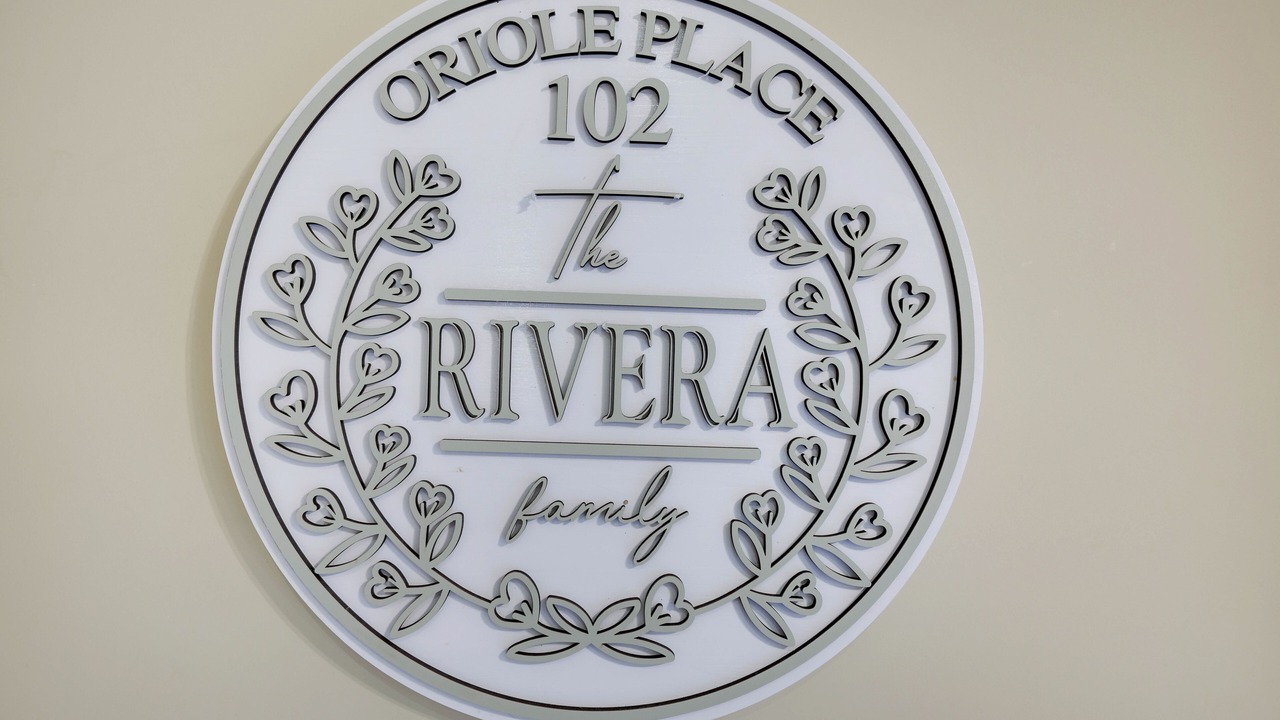 ORIOLE PLACE
102
the
RIVERA
family